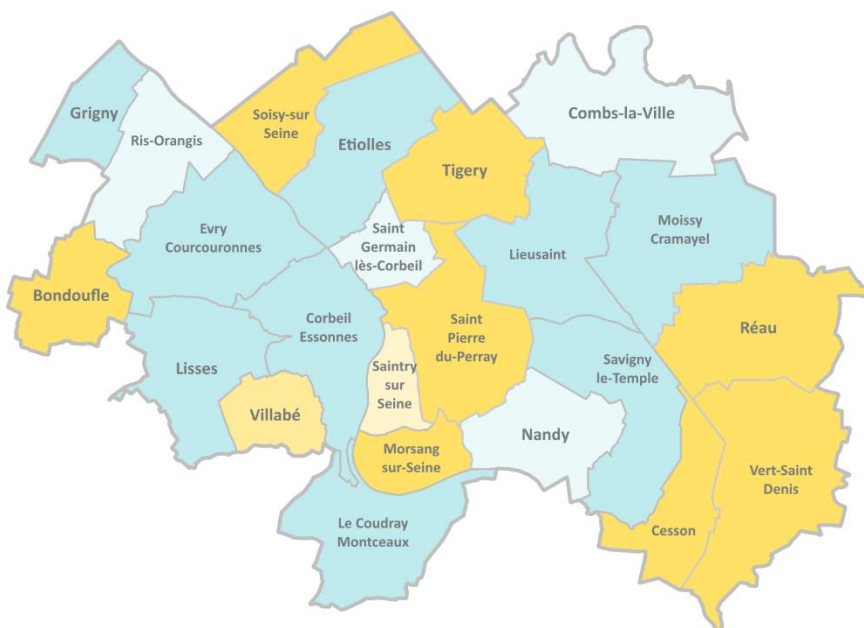 Grigny
Ris-Orangis
Soisy-sur
Seine
Etiolles
Combs-la-Ville
Tigery
Evry
Courcouronnes
Saint
Germain
lès-Corbeil
Lieusaint
Moissy
Cramayel
Bondoufle
Corbeil
Essonnes
Saint
Pierre
du-Perray
Réau
Lisses
Saintry
sur
Seine
Savigny
le-Temple
Villabé
Morsang
sur-Seine
Nandy
Vert-Saint
Denis
Le Coudray
Montceaux
Cesson